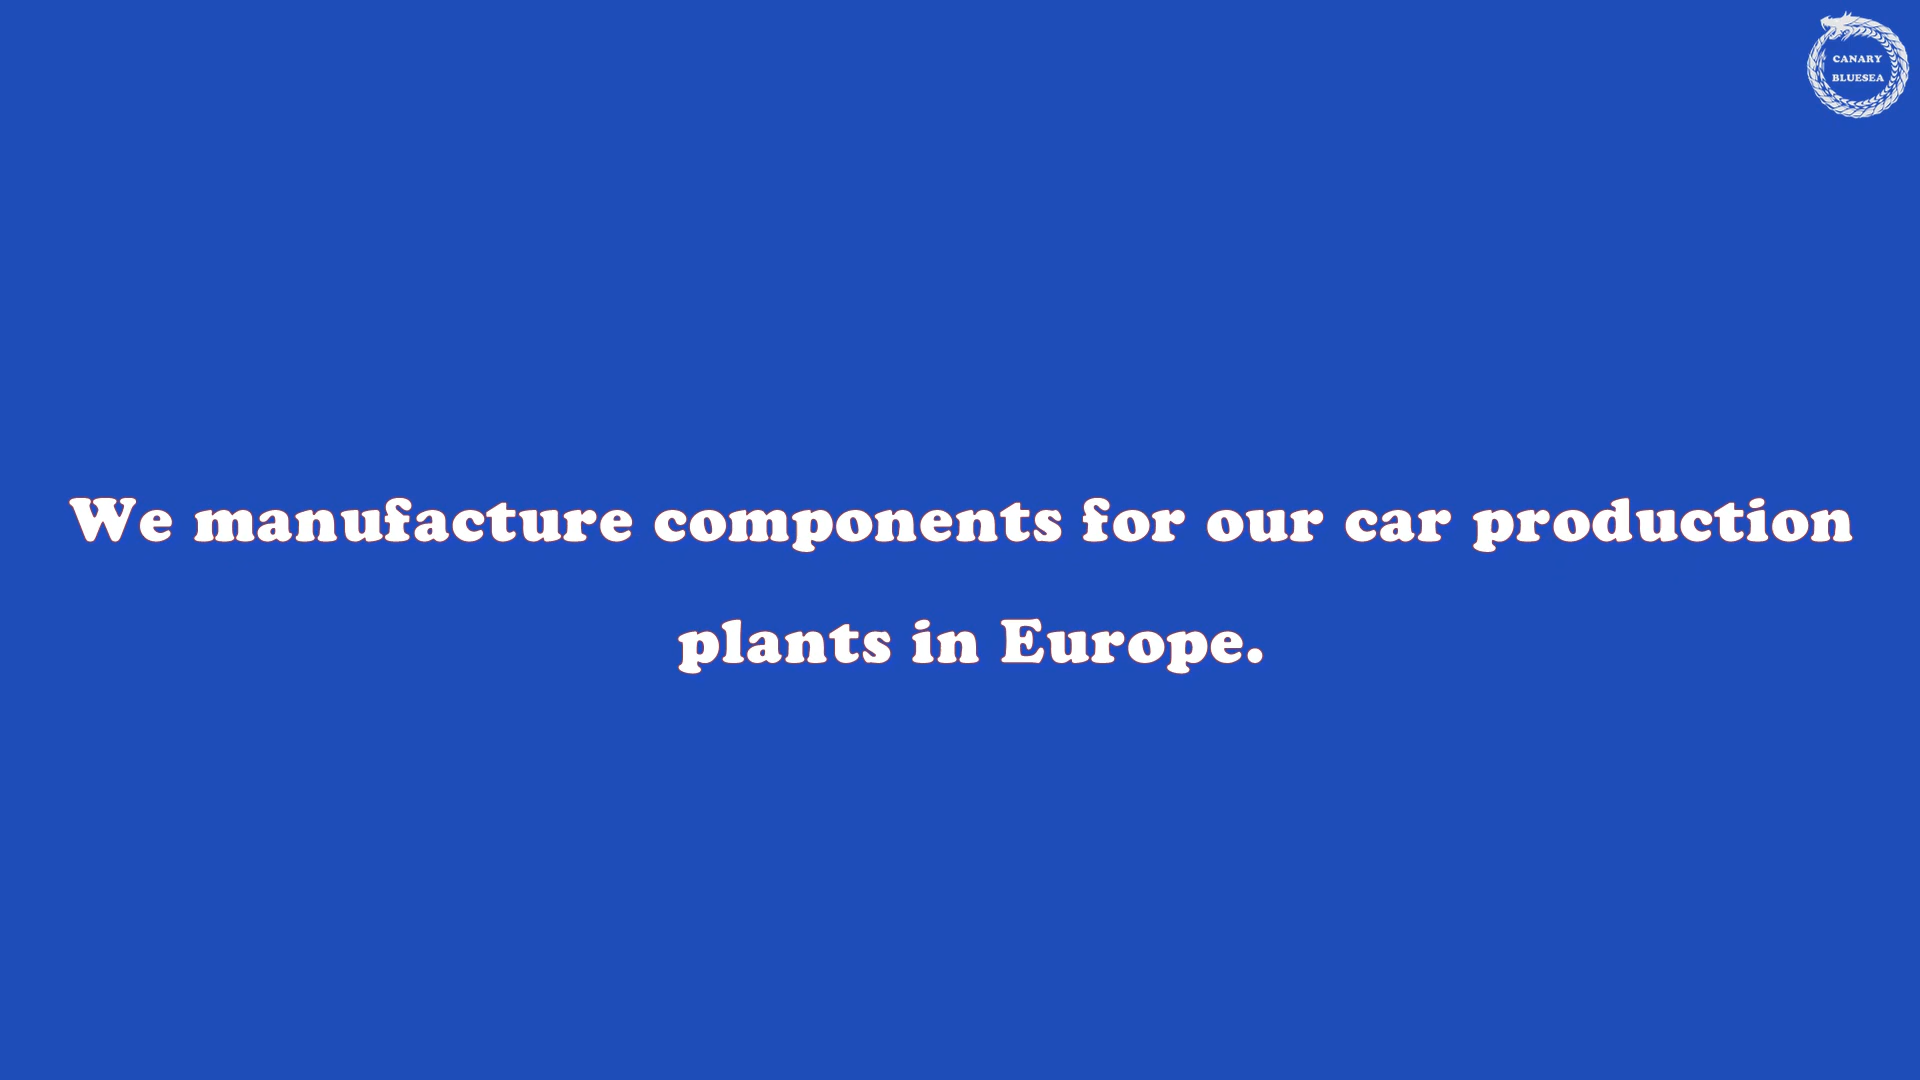 CANARY
BLUESEA
We manufacture components for our car production
plants in Europe.